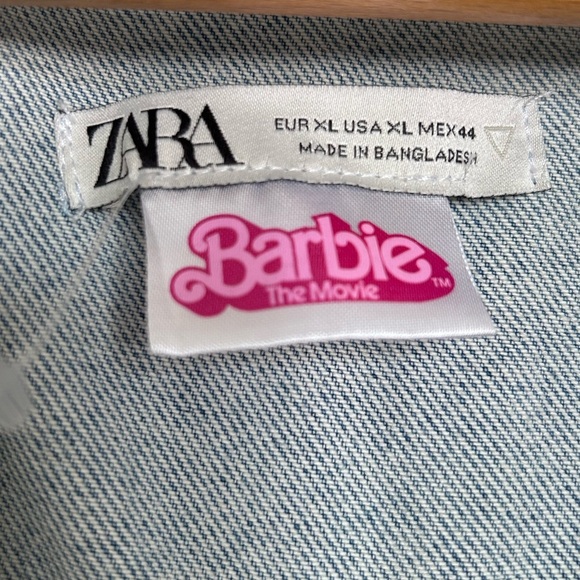 ZARA
EUR XL USA XL MEX 44
MADE IN BANGLADESH
Barbie
The Movie
TM